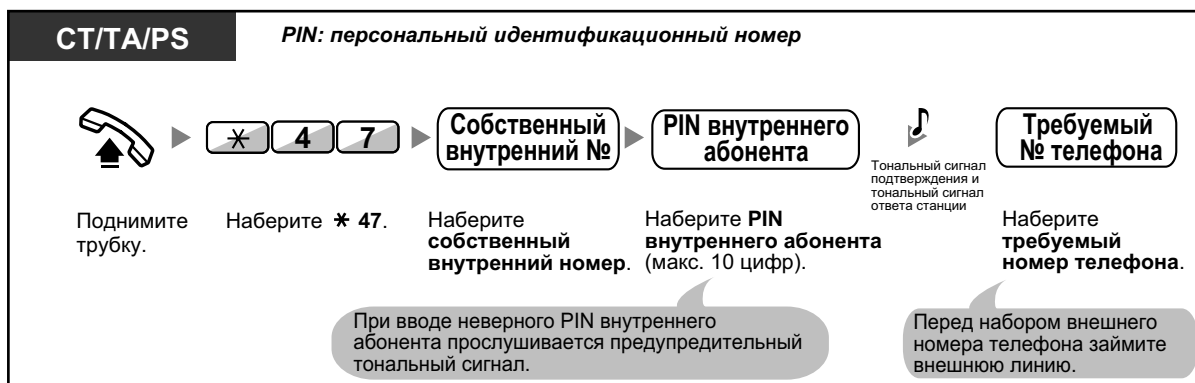 CT/TA/PS
PIN: персональный идентификационный номер
* 4 7
Собственный
внутренний №
PIN внутреннего
абонента
Тональный сигнал
подтверждения и
тональный сигнал
ответа станции
Требуемый
№ телефона
Поднимите
трубку.
Наберите * 47.
Наберите
собственный
внутренний номер.
Наберите PIN
внутреннего абонента
(макс. 10 цифр).
Наберите
требуемый
номер телефона.
При вводе неверного PIN внутреннего
абонента прослушивается предупредительный
тональный сигнал.
Перед набором внешнего
номера телефона займите
внешнюю линию.